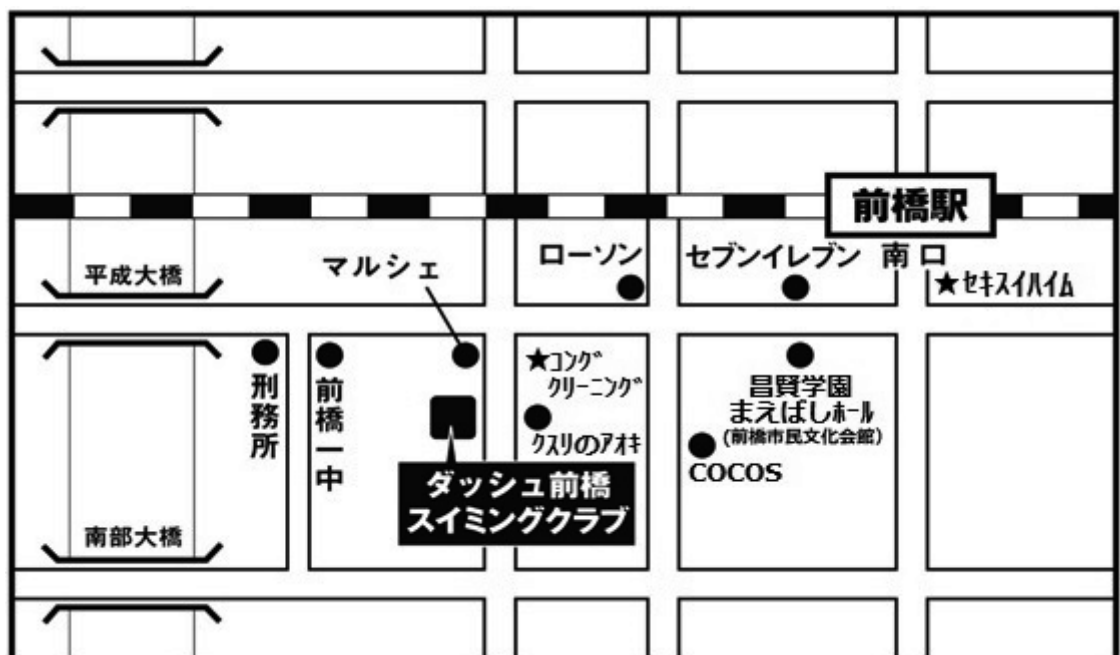 前橋駅
ローソン
セブンイレブン
南口
マルシェ
平成大橋
★セキスイハイム
★コング
クリーニング
刑務所
前橋一中
昌賢学園
まえばしホール
(前橋市民文化会館)
クスリのアオキ
COCOS
ダッシュ前橋
スイミングクラブ
南部大橋